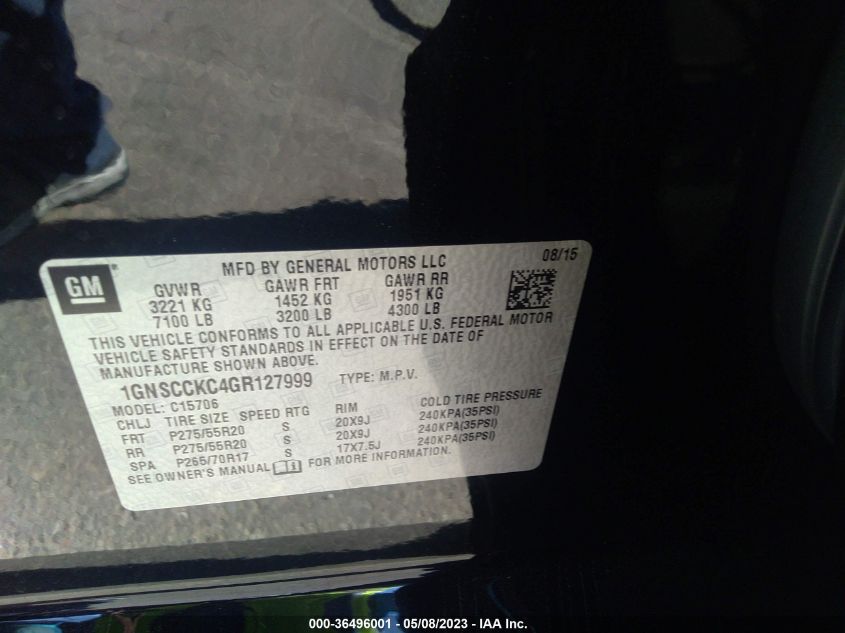 GM
MFD BY GENERAL MOTORS LLC
08/15
GVWR GAWR FRT GAWR RR
3221 KG 1452 KG 1951 KG
7100 LB 3200 LB 4300 LB
THIS VEHICLE CONFORMS TO ALL APPLICABLE U.S. FEDERAL MOTOR
VEHICLE SAFETY STANDARDS IN EFFECT ON THE DATE OF
MANUFACTURE SHOWN ABOVE.
1GNSCCKC4GR127999 TYPE: M.P.V.
MODEL: C15706
CHLJ TIRE SIZE SPEED RTG RIM COLD TIRE PRESSURE
FRT P275/55R20 S 20X9J 240KPA(35PSI)
RR P275/55R20 S 20X9J 240KPA(35PSI)
SPA P265/70R17 S 17X7.5J 240KPA(35PSI)
SEE OWNER'S MANUAL FOR MORE INFORMATION.
000-36496001 - 05/08/2023 - IAA Inc.